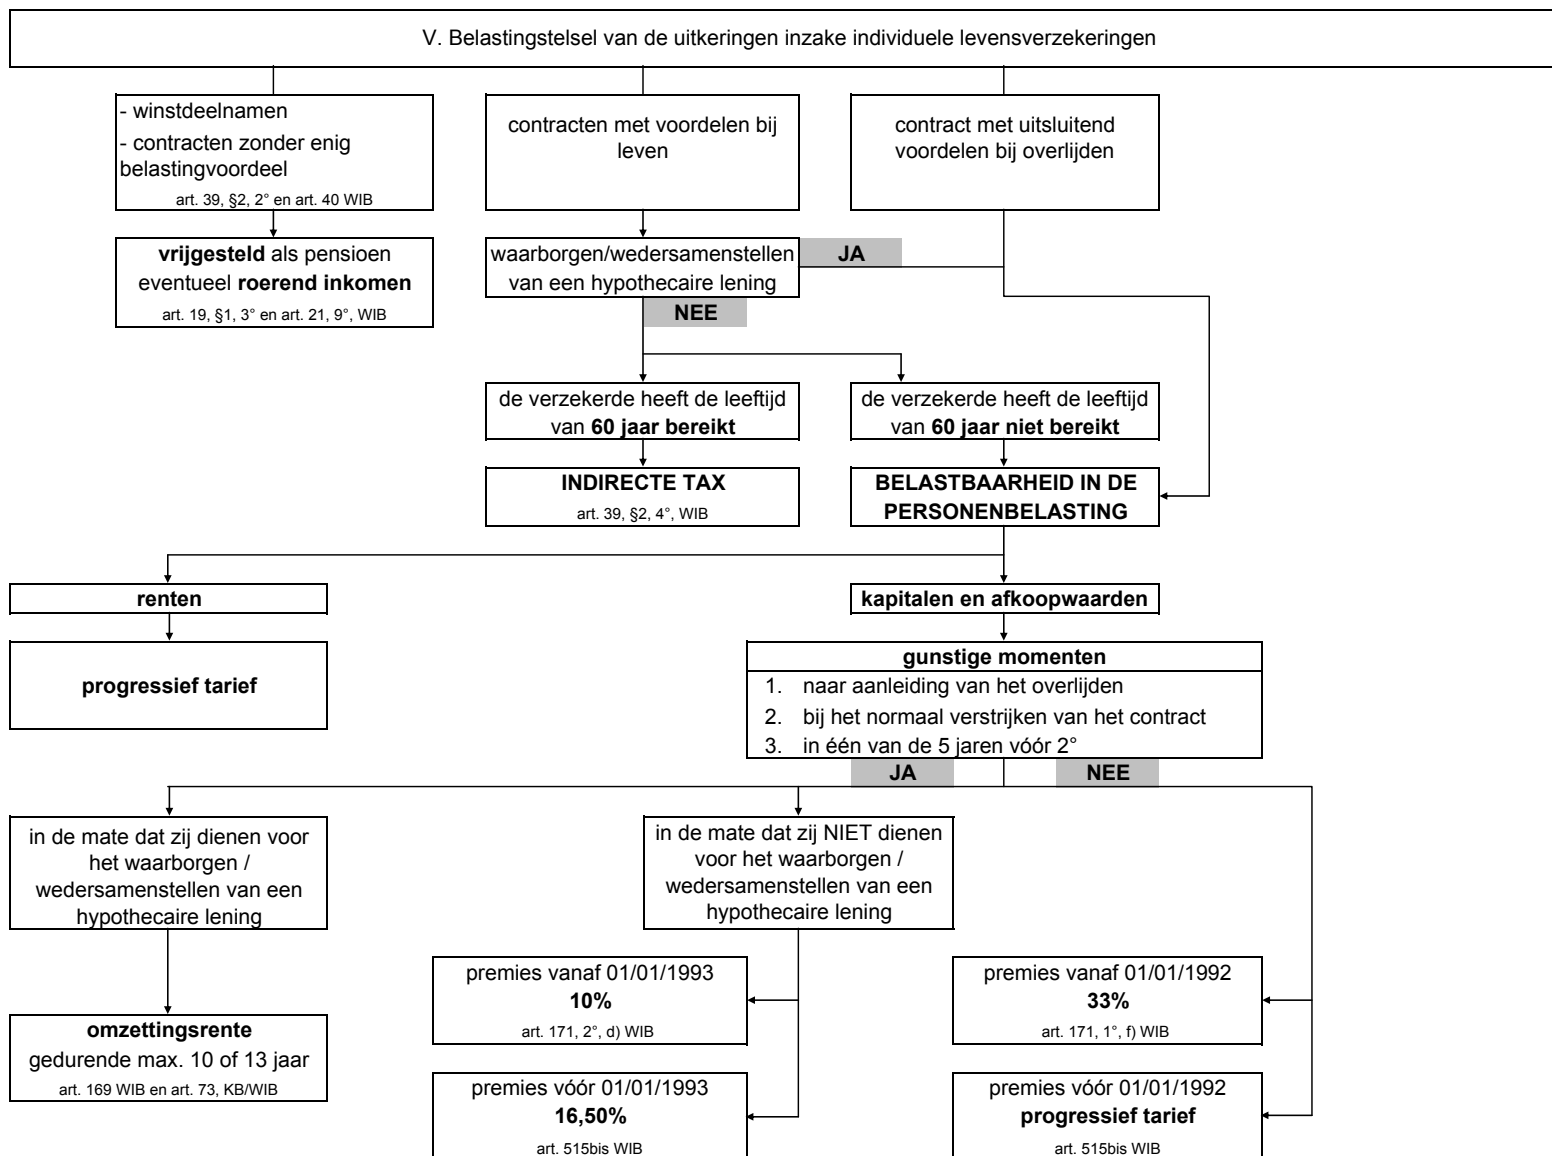 V. Belastingstelsel van de uitkeringen inzake individuele levensverzekeringen
- winstdeelnamen
- contracten zonder enig
belastingvoordeel
art. 39, §2, 2° en art. 40 WIB
contracten met voordelen bij
leven
contract met uitsluitend
voordelen bij overlijden
vrijgesteld als pensioen
eventueel roerend inkomen
art. 19, §1, 3° en art. 21, 9°, WIB
waarborgen/wedersamenstellen
van een hypothecaire lening
JA
NEE
de verzekerde heeft de leeftijd
van 60 jaar bereikt
de verzekerde heeft de leeftijd
van 60 jaar niet bereikt
INDIRECTE TAX
art. 39, §2, 4°, WIB
BELASTBAARHEID IN DE
PERSONENBELASTING
renten
kapitalen en afkoopwaarden
progressief tarief
gunstige momenten
1. naar aanleiding van het overlijden
2. bij het normaal verstrijken van het contract
3. in één van de 5 jaren vóór 2°
JA
NEE
in de mate dat zij dienen voor
het waarborgen /
wedersamenstellen van een
hypothecaire lening
in de mate dat zij NIET dienen
voor het waarborgen /
wedersamenstellen van een
hypothecaire lening
premies vanaf 01/01/1993
10%
art. 171, 2°, d) WIB
premies vanaf 01/01/1992
33%
art. 171, 1°, f) WIB
omzettingsrente
gedurende max. 10 of 13 jaar
art. 169 WIB en art. 73, KB/WIB
premies vóór 01/01/1993
16,50%
art. 515bis WIB
premies vóór 01/01/1992
progressief tarief
art. 515bis WIB